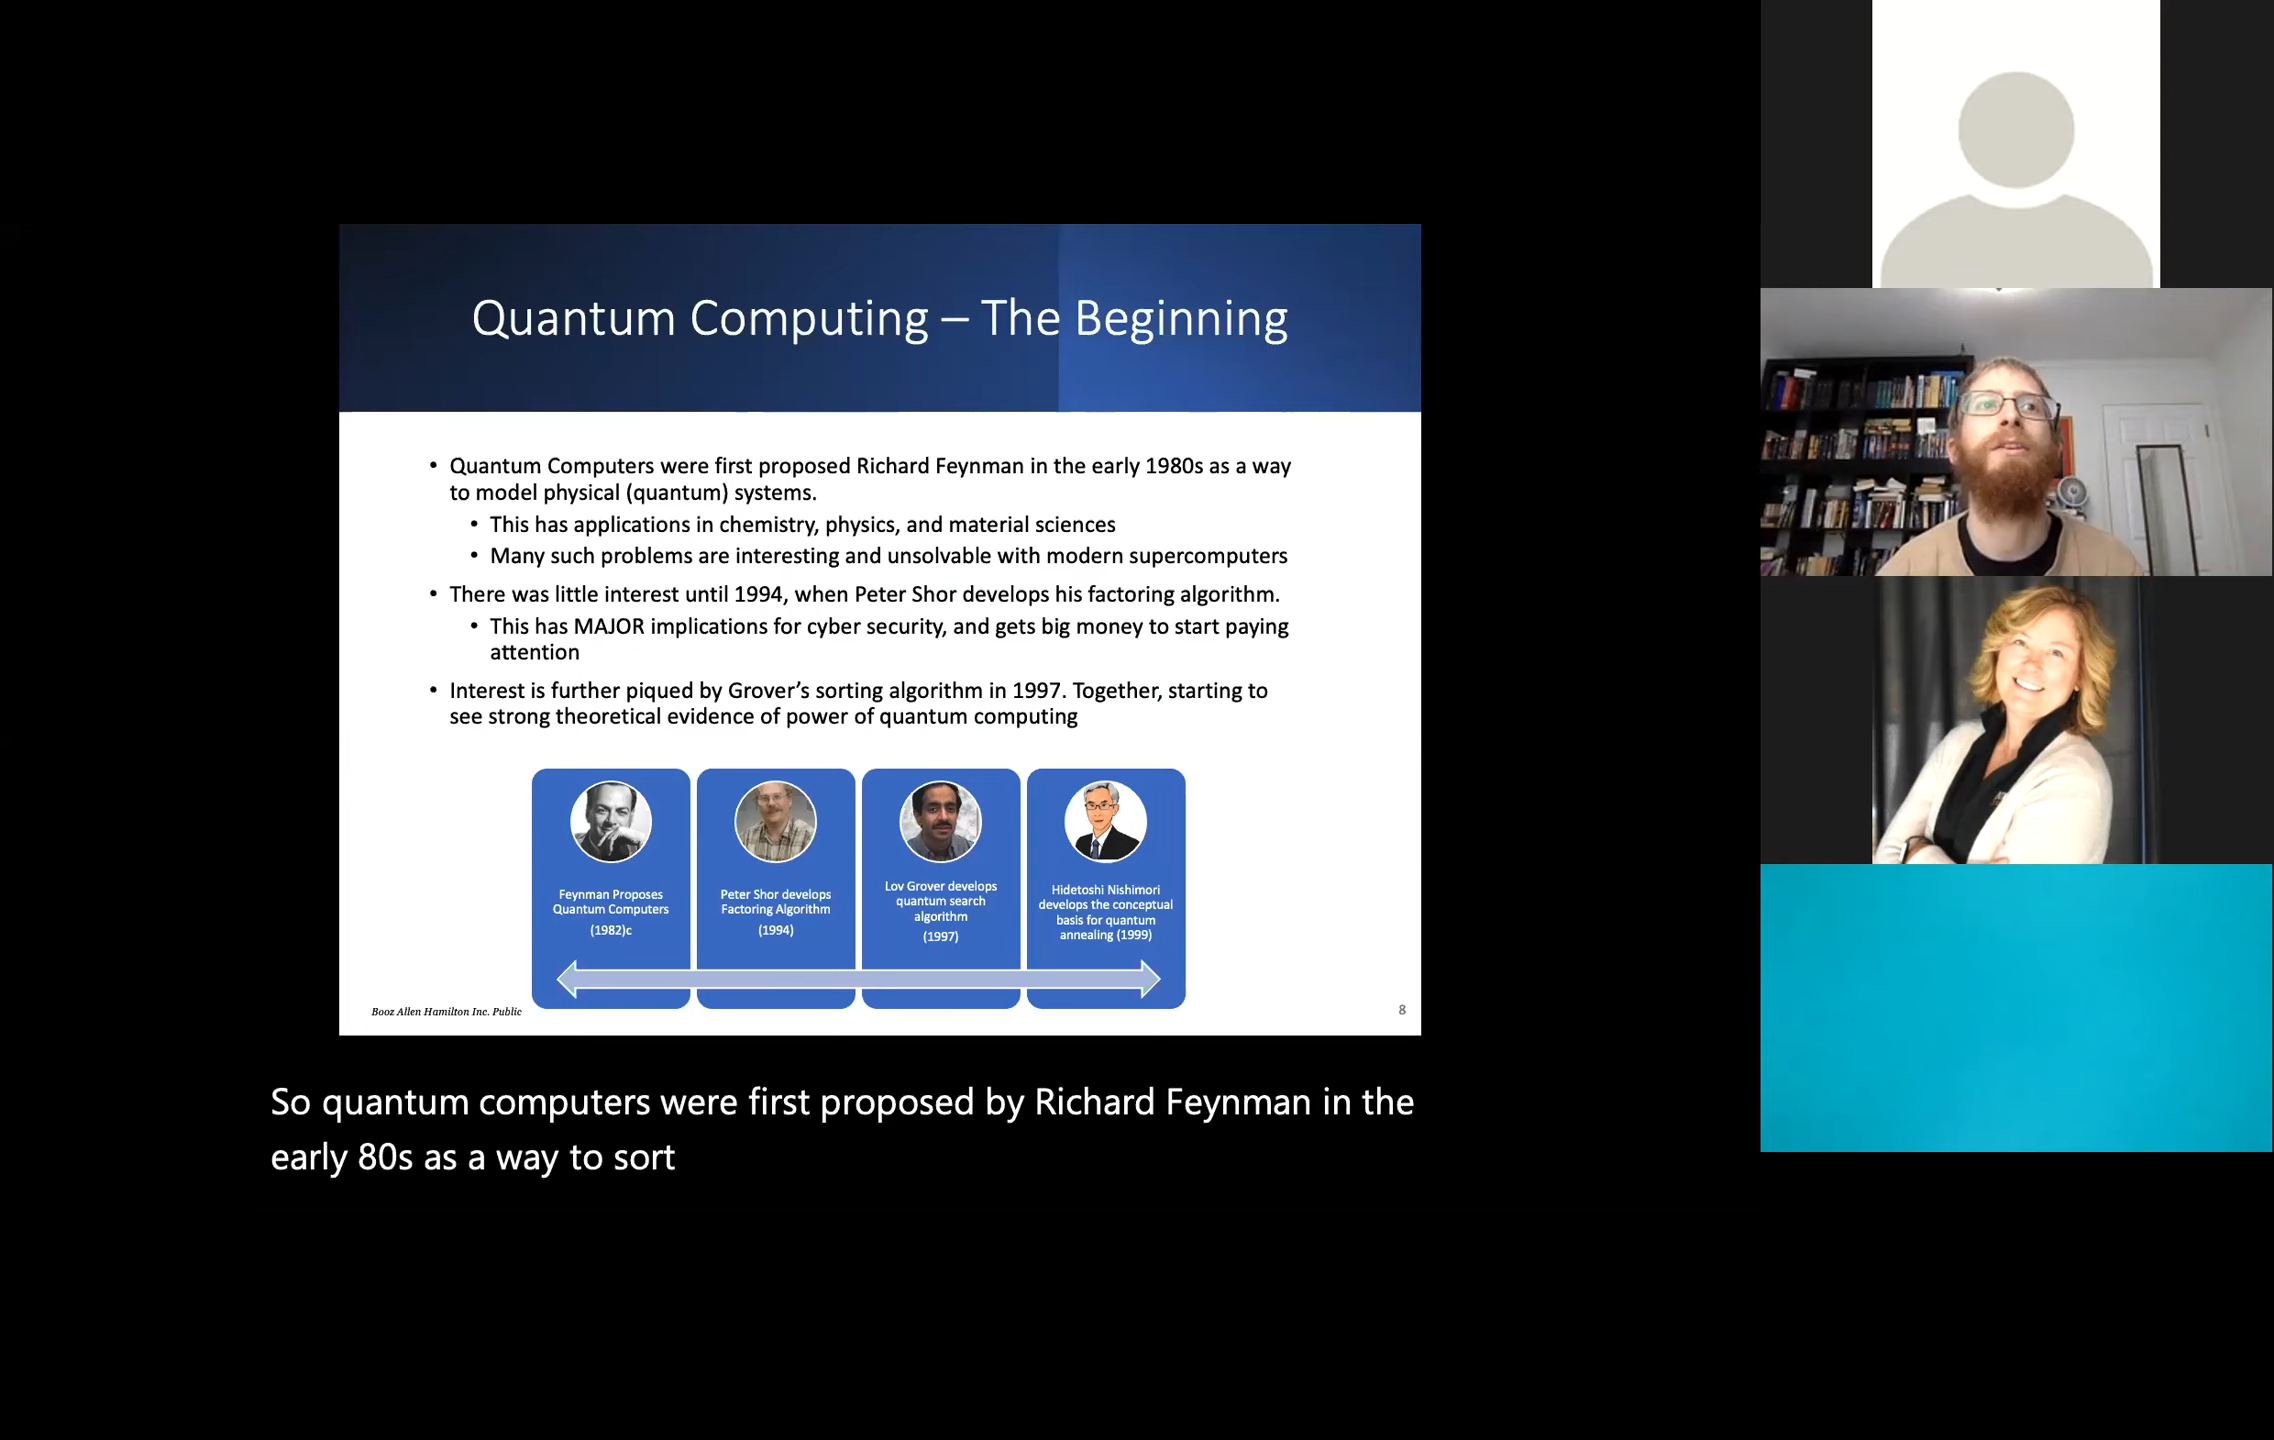 Quantum Computing – The Beginning
• Quantum Computers were first proposed Richard Feynman in the early 1980s as a way
to model physical (quantum) systems.
• This has applications in chemistry, physics, and material sciences
• Many such problems are interesting and unsolvable with modern supercomputers
• There was little interest until 1994, when Peter Shor develops his factoring algorithm.
• This has MAJOR implications for cyber security, and gets big money to start paying
attention
• Interest is further piqued by Grover’s sorting algorithm in 1997. Together, starting to
see strong theoretical evidence of power of quantum computing
Feynman Proposes
Quantum Computers
(1982)c
Peter Shor develops
Factoring Algorithm
(1994)
Lov Grover develops
quantum search
algorithm
(1997)
Hidetoshi Nishimori
develops the conceptual
basis for quantum
annealing (1999)
Booz Allen Hamilton Inc. Public
8
So quantum computers were first proposed by Richard Feynman in the
early 80s as a way to sort